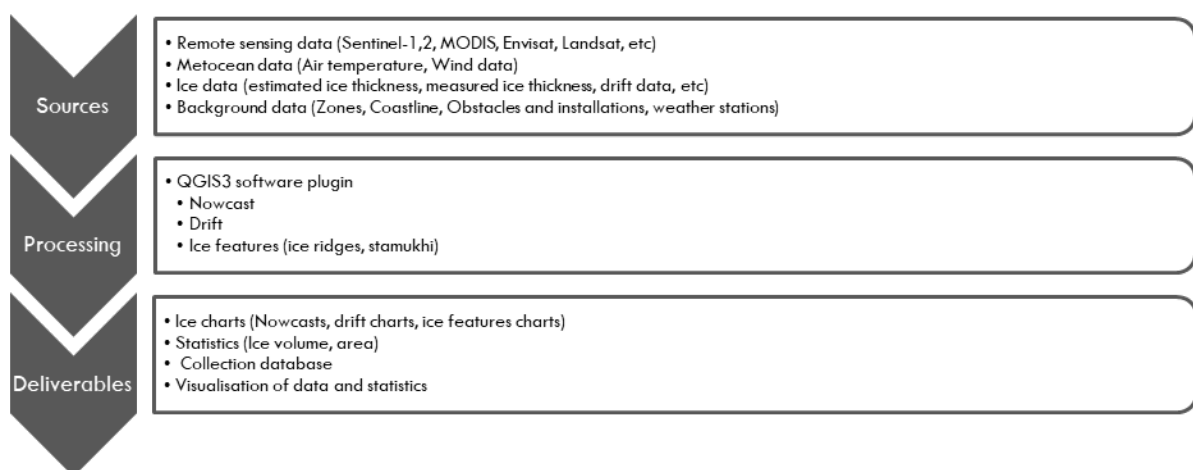 Sources
• Remote sensing data (Sentinel-1,2, MODIS, Envisat, Landsat, etc)
• Metocean data (Air temperature, Wind data)
• Ice data (estimated ice thickness, measured ice thickness, drift data, etc)
• Background data (Zones, Coastline, Obstacles and installations, weather stations)
Processing
• QGIS3 software plugin
• Nowcast
• Drift
• Ice features (ice ridges, stamukhi)
Deliverables
• Ice charts (Nowcasts, drift charts, ice features charts)
• Statistics (Ice volume, area)
• Collection database
• Visualisation of data and statistics